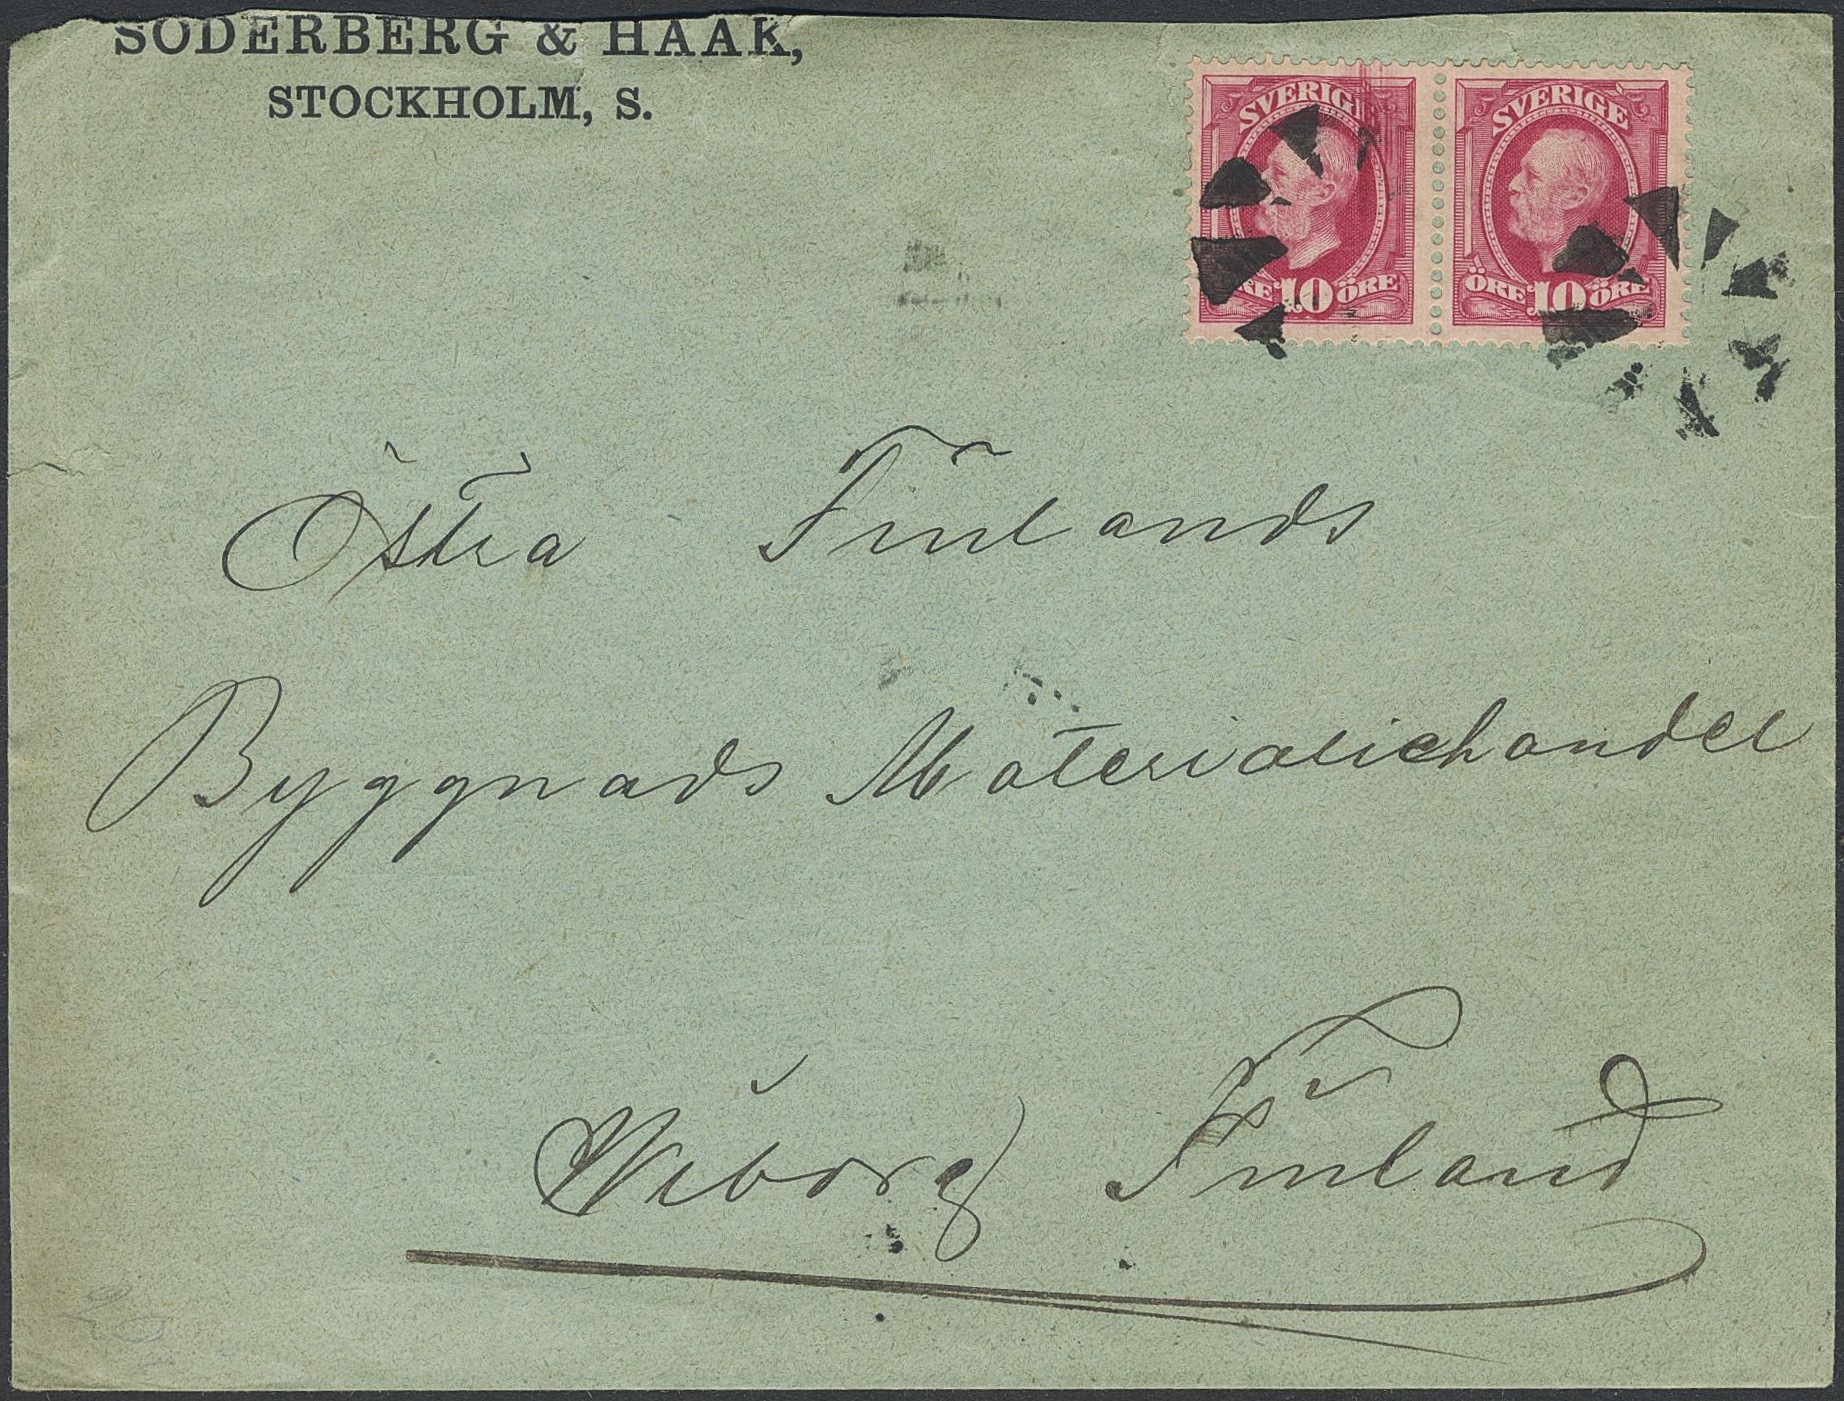 SÖDERBERG & HAAK,
STOCKHOLM, S.
SVERIGE
ÖRE 10 ÖRE
SVERIGE
ÖRE 10 ÖRE
Östra Finlands
Byggnads Materialiehandel
Wiborg Finland